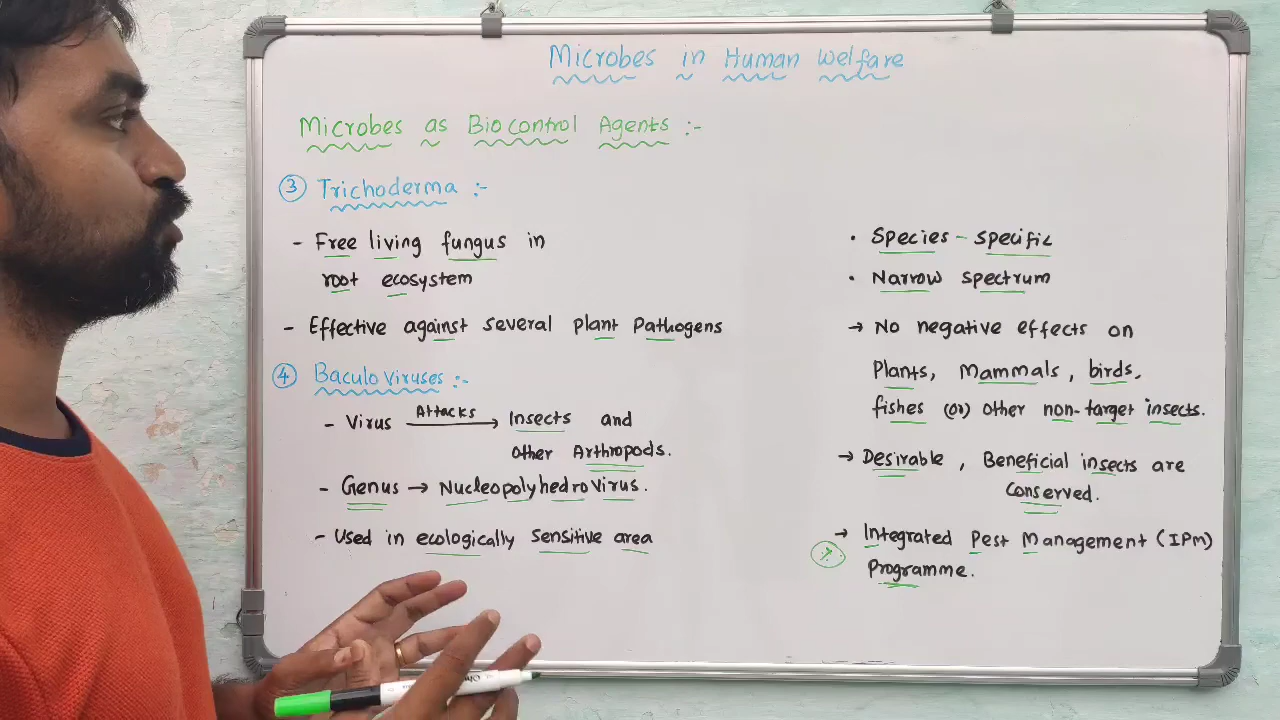 Microbes in Human Welfare
Microbes as Biocontrol Agents :-
③ Trichoderma :-
- Free living fungus in
root ecosystem
- Effective against several plant Pathogens
④ Baculoviruses :-
- Virus Attacks → Insects and
other Arthropods.
- Genus → Nucleopolyhedrovirus.
- Used in ecologically Sensitive area
• Species - Specific
• Narrow Spectrum
→ No negative effects on
Plants, Mammals, birds,
fishes (or) other non-target insects.
→ Desirable, Beneficial insects are
Conserved.
→ Integrated Pest Management (IPM)
Programme.